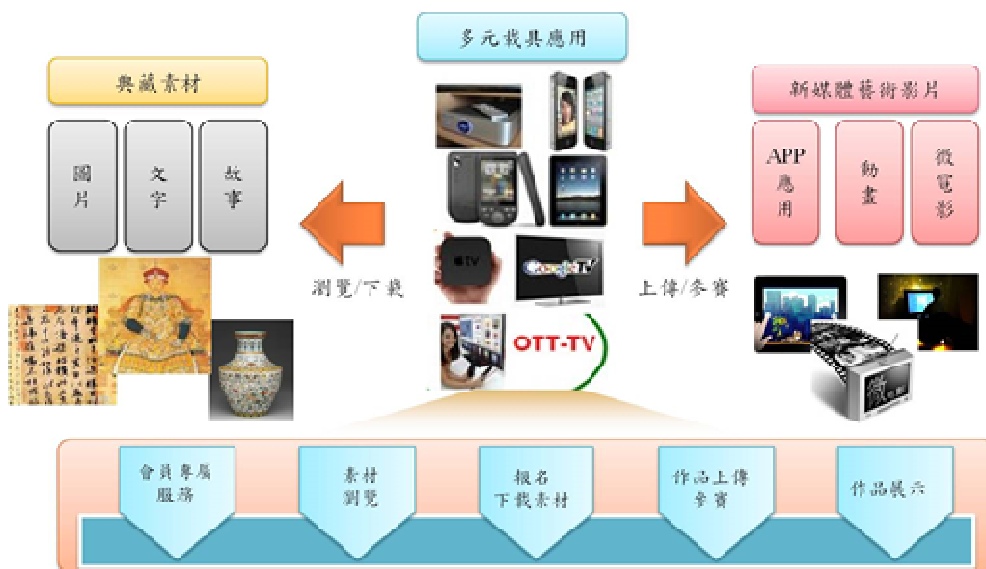 多元載具應用
典藏素材
圖片
文字
故事
瀏覽/下載
tv
Google TV
OTT-TV
上傳/參賽
新媒體藝術影片
APP
應用
動畫
微電影
微
會員專屬
服務
素材
瀏覽
報名
下載素材
作品上傳
參賽
作品展示